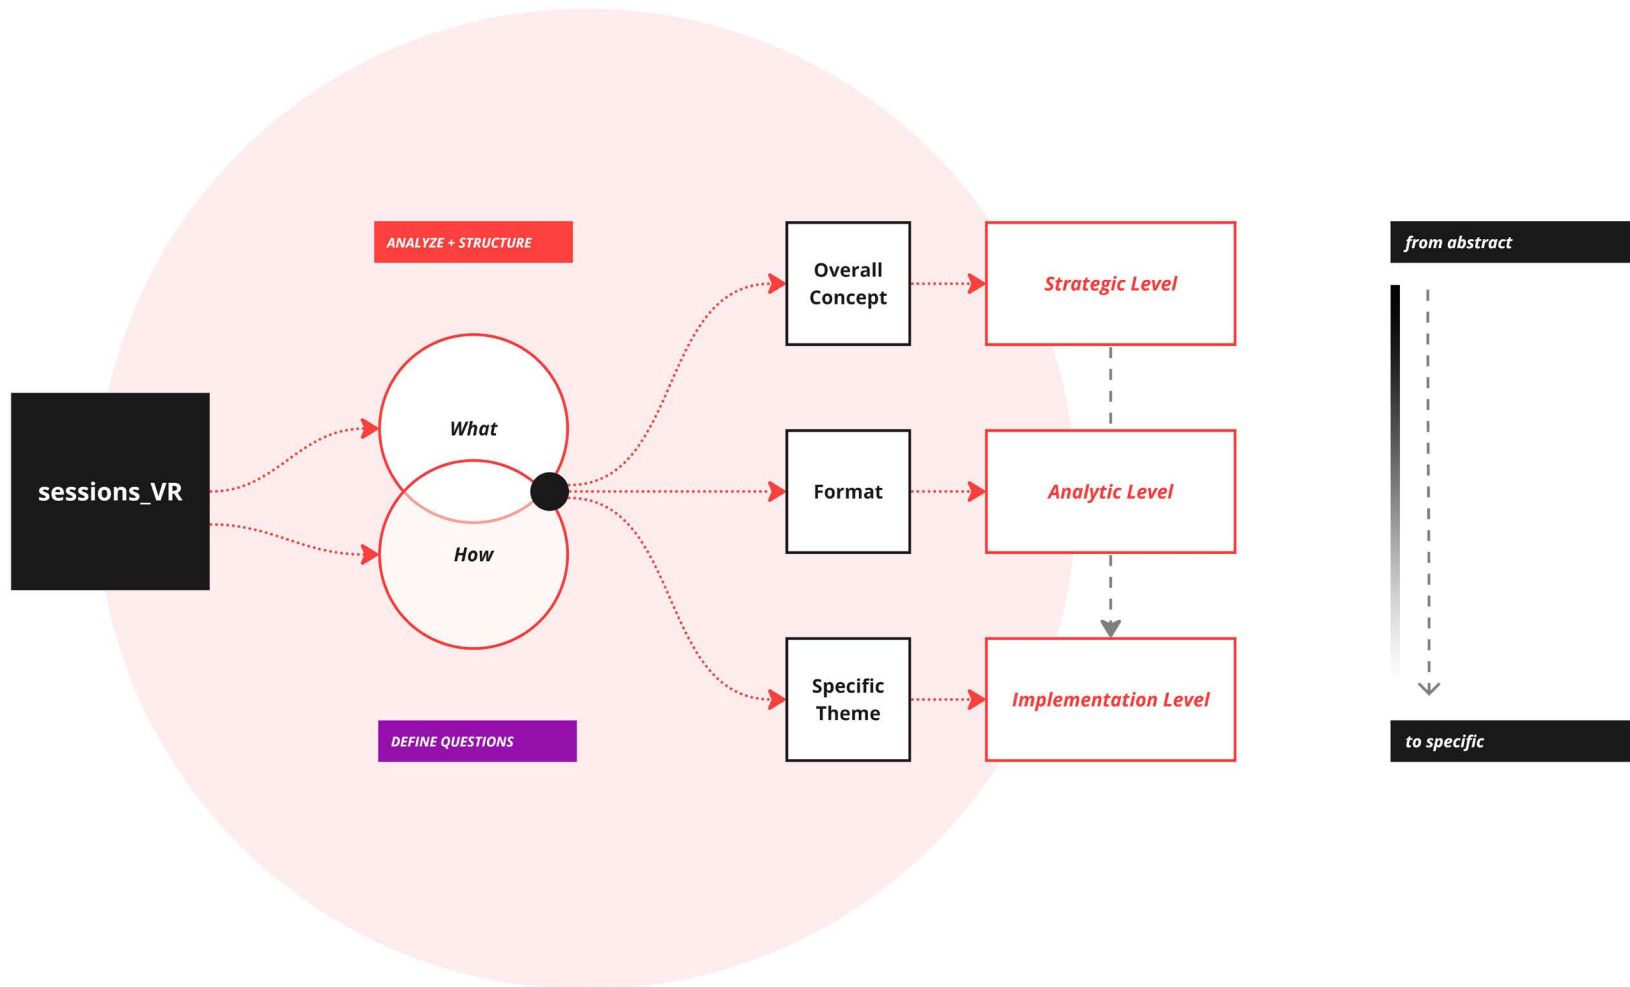 ANALYZE + STRUCTURE
sessions_VR
What
How
DEFINE QUESTIONS
Overall
Concept
Strategic Level
Format
Analytic Level
Specific
Theme
Implementation Level
from abstract
to specific